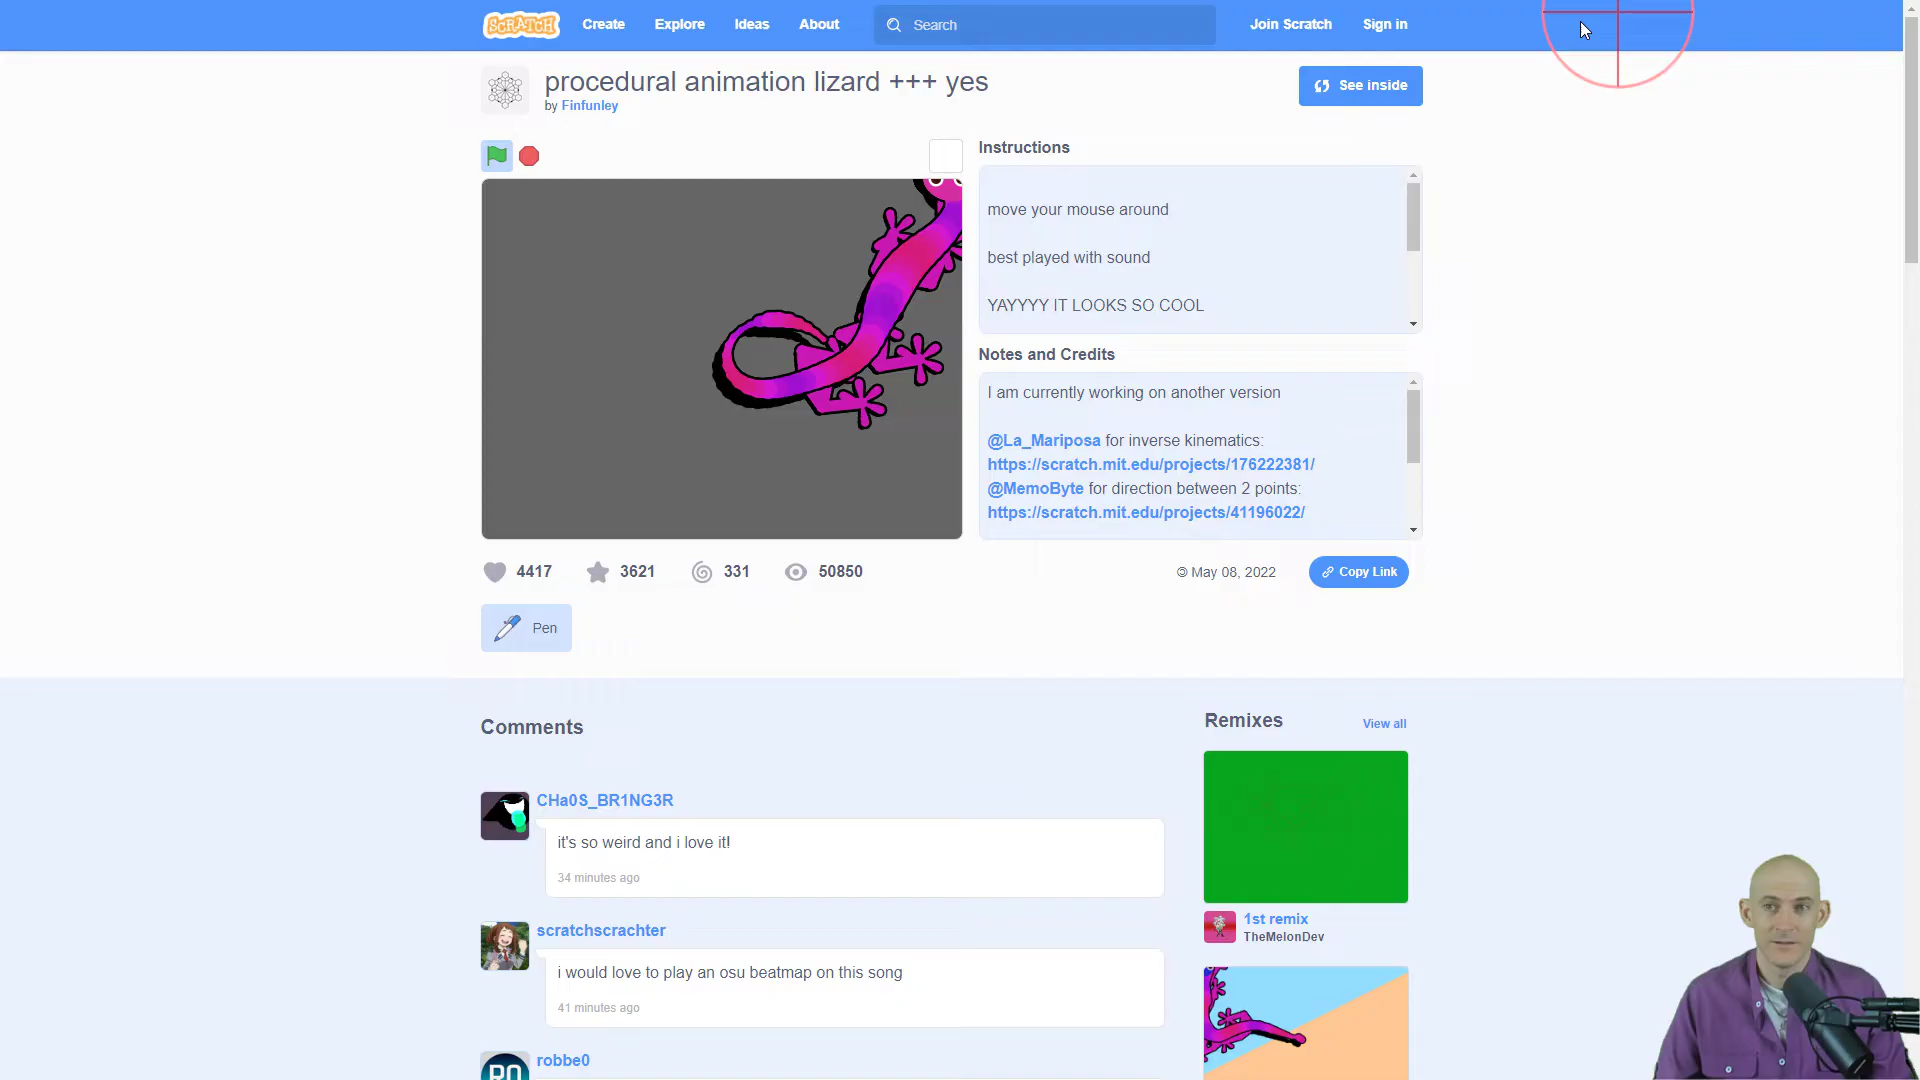 SCRATCH Create Explore Ideas About Search Join Scratch Sign in
procedural animation lizard +++ yes
by Finfunley
See inside
Instructions
move your mouse around
best played with sound
YAYYYY IT LOOKS SO COOL
Notes and Credits
I am currently working on another version
@La_Mariposa for inverse kinematics:
https://scratch.mit.edu/projects/176222381/
@MemoByte for direction between 2 points:
https://scratch.mit.edu/projects/41196022/
4417 3621 331 50850
© May 08, 2022 Copy Link
Pen
Comments
CHa0S_BR1NG3R
it's so weird and i love it!
34 minutes ago
scratchscrachter
i would love to play an osu beatmap on this song
41 minutes ago
robbe0
RO
Remixes View all
1st remix
TheMelonDev